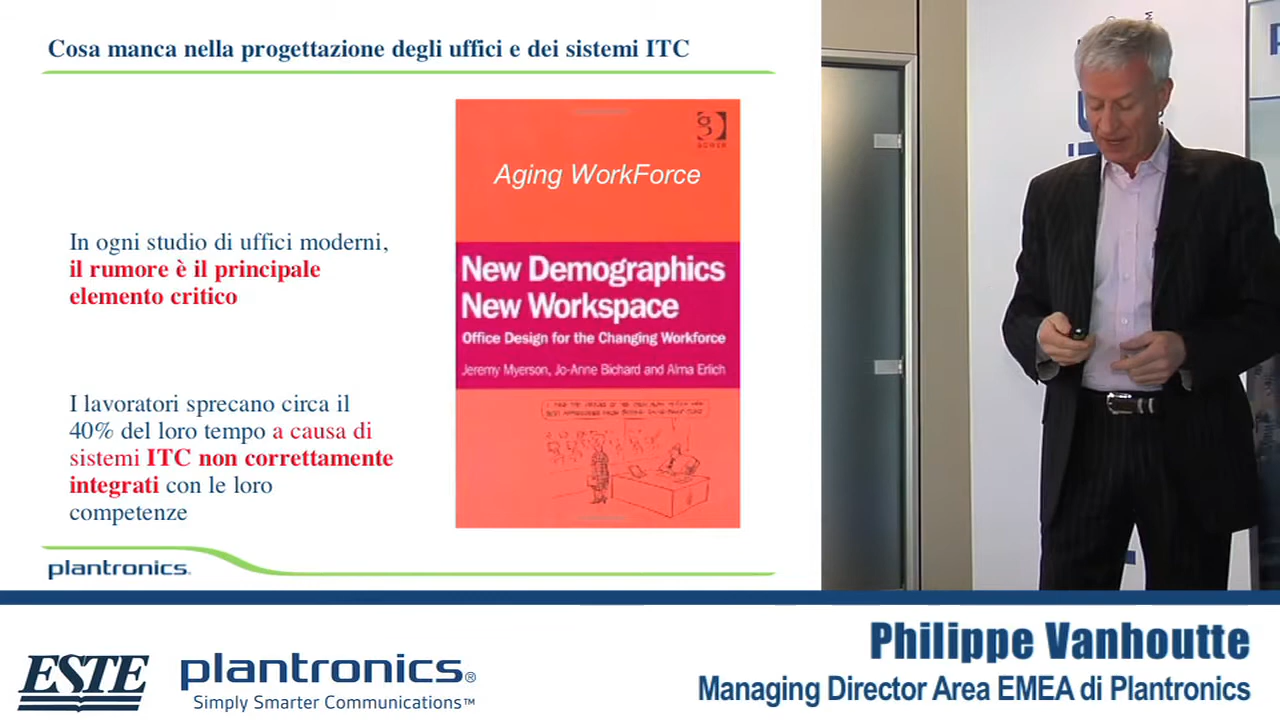 Cosa manca nella progettazione degli uffici e dei sistemi ITC
In ogni studio di uffici moderni,
il rumore è il principale
elemento critico
I lavoratori sprecano circa il
40% del loro tempo a causa di
sistemi ITC non correttamente
integrati con le loro
competenze
Aging WorkForce
New Demographics
New Workspace
Office Design for the Changing Workforce
Jeremy Myerson, Jo-Anne Bichard and Alma Erlich
plantronics.
ESTE
plantronics®
Simply Smarter Communications™
Philippe Vanhoutte
Managing Director Area EMEA di Plantronics